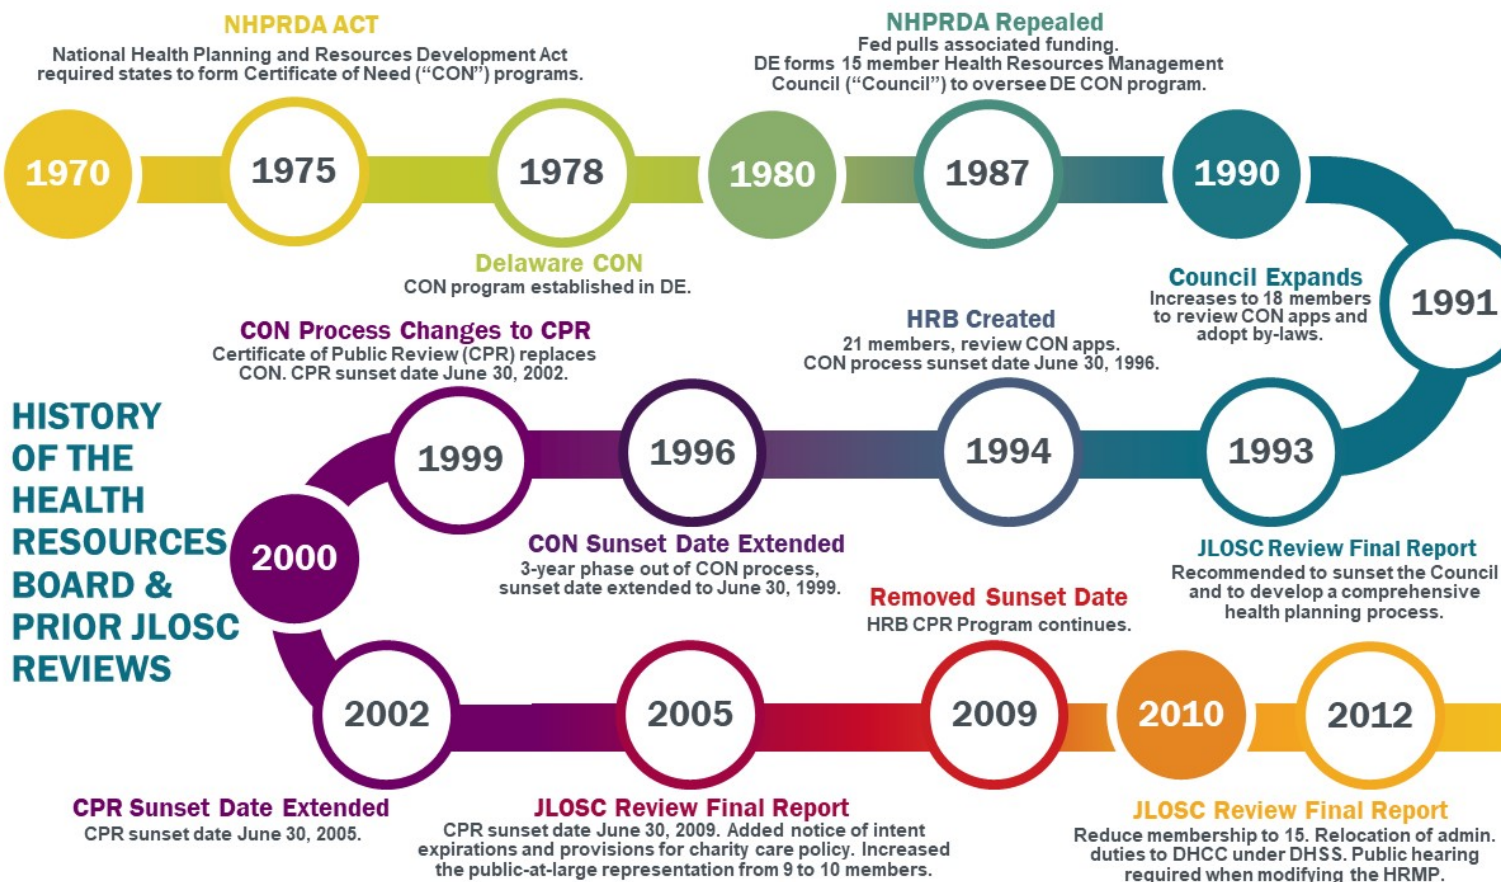 NHPRDA ACT
National Health Planning and Resources Development Act
required states to form Certificate of Need (“CON”) programs.
NHPRDA Repealed
Fed pulls associated funding.
DE forms 15 member Health Resources Management
Council (“Council”) to oversee DE CON program.
1970
1975
1978
1980
1987
1990
Delaware CON
CON program established in DE.
Council Expands
Increases to 18 members
to review CON apps and
adopt by-laws.
1991
CON Process Changes to CPR
Certificate of Public Review (CPR) replaces
CON. CPR sunset date June 30, 2002.
HRB Created
21 members, review CON apps.
CON process sunset date June 30, 1996.
HISTORY
OF THE
HEALTH
RESOURCES
BOARD &
PRIOR JLOSC
REVIEWS
1999
1996
1994
1993
2000
CON Sunset Date Extended
3-year phase out of CON process,
sunset date extended to June 30, 1999.
JLOSC Review Final Report
Recommended to sunset the Council
and to develop a comprehensive
health planning process.
Removed Sunset Date
HRB CPR Program continues.
2002
2005
2009
2010
2012
CPR Sunset Date Extended
CPR sunset date June 30, 2005.
JLOSC Review Final Report
CPR sunset date June 30, 2009. Added notice of intent
expirations and provisions for charity care policy. Increased
the public-at-large representation from 9 to 10 members.
JLOSC Review Final Report
Reduce membership to 15. Relocation of admin.
duties to DHCC under DHSS. Public hearing
required when modifying the HRMP.